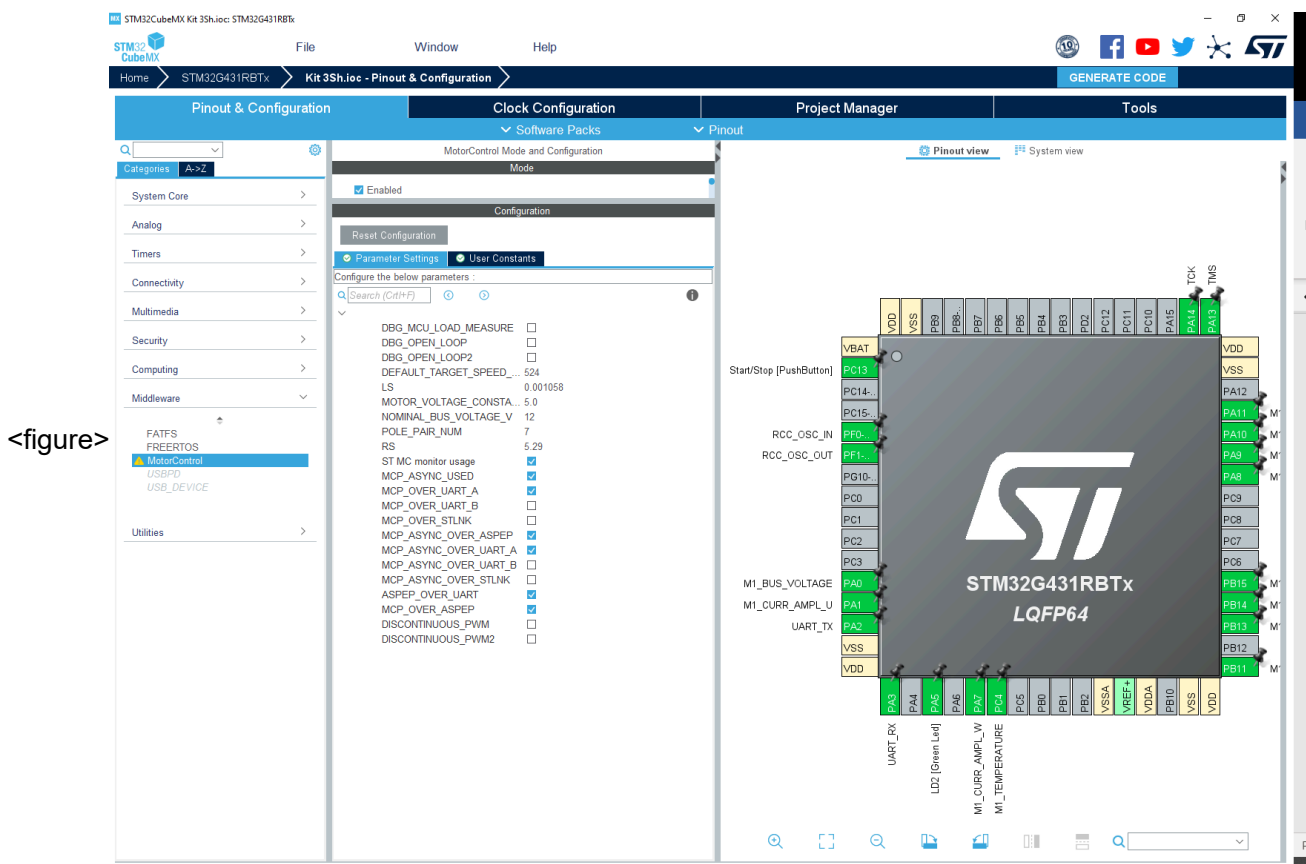 STM32CubeMX Kit 3Sh.ioc: STM32G431RBTx
STM32 CubeMX File Window Help
Home STM32G431RBTx Kit 3Sh.ioc - Pinout & Configuration GENERATE CODE
Pinout & Configuration Clock Configuration Project Manager Tools
Software Packs Pinout
MotorControl Mode and Configuration
Pinout view System view
Categories A->Z
Mode
Enabled
System Core
Configuration
Analog
Reset Configuration
Timers
Parameter Settings User Constants
Configure the below parameters :
Connectivity
Search (Crtl+F)
Multimedia
Security
Computing
Middleware
FATFS
FREERTOS
MotorControl
USBPD
USB_DEVICE
Utilities
DBG_MCU_LOAD_MEASURE
DBG_OPEN_LOOP
DBG_OPEN_LOOP2
DEFAULT_TARGET_SPEED_... 524
LS 0.001058
MOTOR_VOLTAGE_CONSTA... 5.0
NOMINAL_BUS_VOLTAGE_V 12
POLE_PAIR_NUM 7
RS 5.29
ST MC monitor usage
MCP_ASYNC_USED
MCP_OVER_UART_A
MCP_OVER_UART_B
MCP_OVER_STLNK
MCP_ASYNC_OVER_ASPEP
MCP_ASYNC_OVER_UART_A
MCP_ASYNC_OVER_UART_B
MCP_ASYNC_OVER_STLNK
ASPEP_OVER_UART
MCP_OVER_ASPEP
DISCONTINUOUS_PWM
DISCONTINUOUS_PWM2
TCK TMS
VDD VSS PB9 PB8-.. PB7 PB6 PB5 PB4 PB3 PD2 PC12 PC11 PC10 PA15 PA14 PA13
VBAT VDD
Start/Stop [PushButton] PC13 VSS
PC14-.. PA12
PC15-.. PA11 M1
RCC_OSC_IN PF0-.. PA10 M1
RCC_OSC_OUT PF1-.. PA9 M1
PG10-.. PA8 M1
PC0 PC9
PC1 PC8
PC2 PC7
PC3 PC6
M1_BUS_VOLTAGE PA0 PB15 M1
M1_CURR_AMPL_U PA1 PB14 M1
UART_TX PA2 PB13 M1
VSS PB12
VDD PB11 M1
STM32G431RBTx
LQFP64
PA3 PA4 PA5 PA6 PA7 PC4 PC5 PB0 PB1 PB2 VSSA VREF+ VDDA PB10 VSS VDD
UART_RX
LD2 [Green Led]
M1_CURR_AMPL_W
M1_TEMPERATURE
<figure>